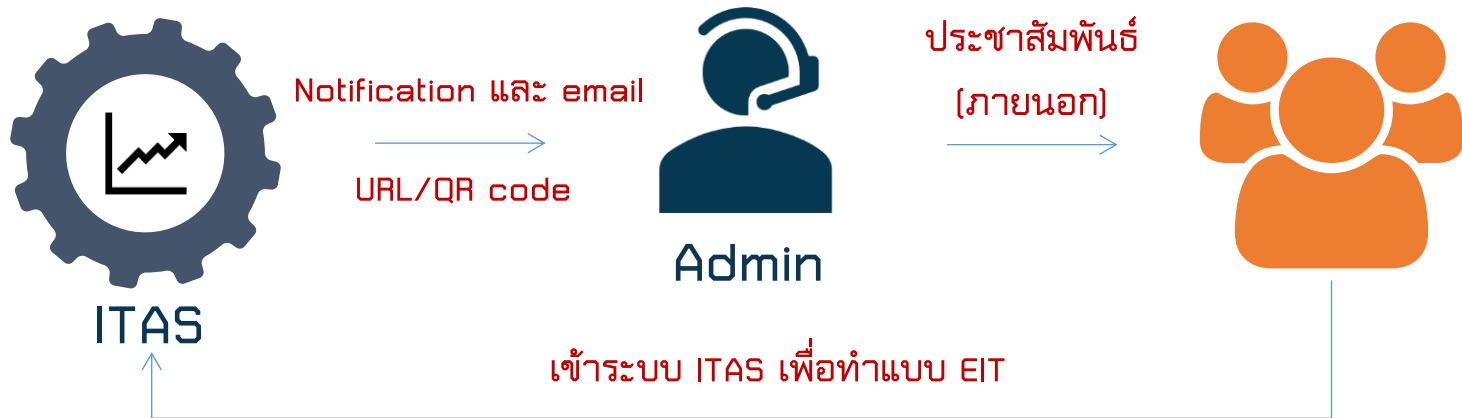 Notification และ email
URL/QR code
ITAS
Admin
ประชาสัมพันธ์
(ภายนอก)
เข้าระบบ ITAS เพื่อทำแบบ EIT